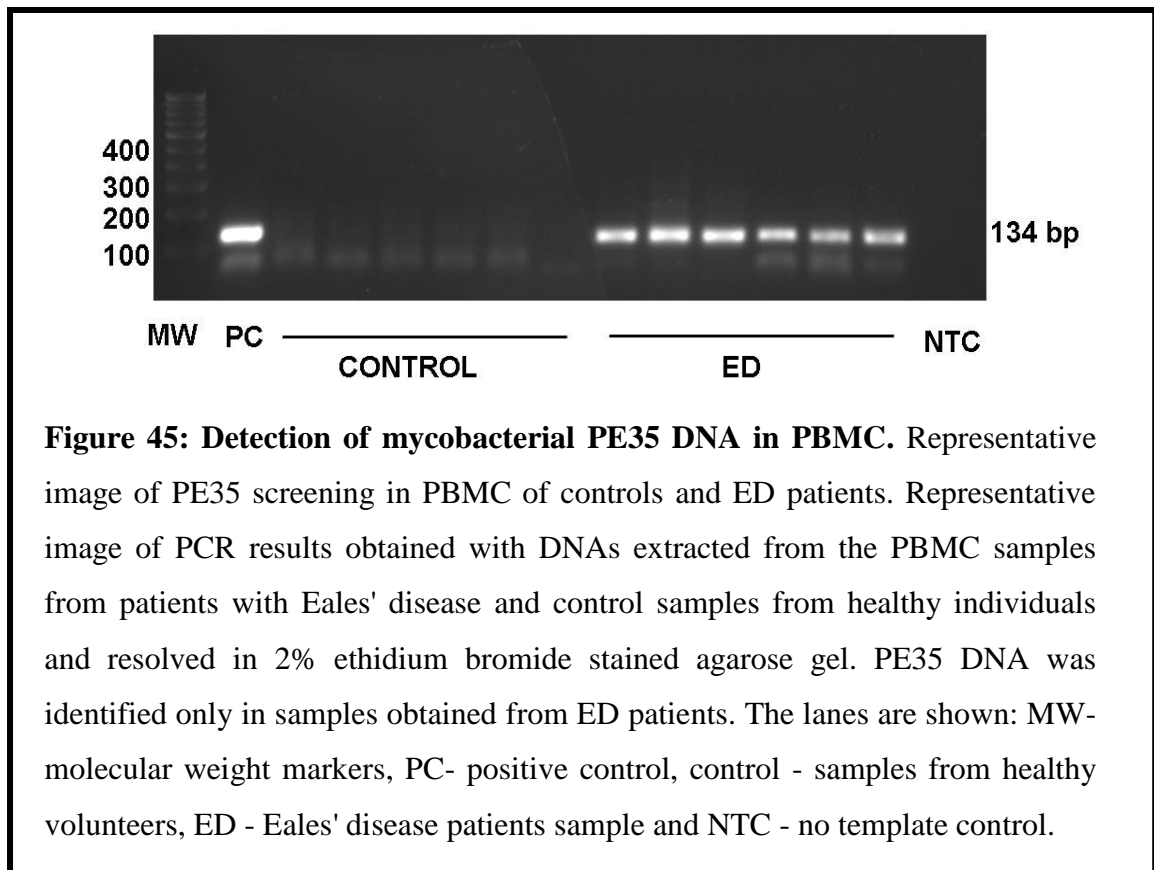 400
300
200
100
134 bp
MW PC CONTROL ED NTC
Figure 45: Detection of mycobacterial PE35 DNA in PBMC. Representative
image of PE35 screening in PBMC of controls and ED patients. Representative
image of PCR results obtained with DNAs extracted from the PBMC samples
from patients with Eales' disease and control samples from healthy individuals
and resolved in 2% ethidium bromide stained agarose gel. PE35 DNA was
identified only in samples obtained from ED patients. The lanes are shown: MW-
molecular weight markers, PC- positive control, control - samples from healthy
volunteers, ED - Eales' disease patients sample and NTC - no template control.